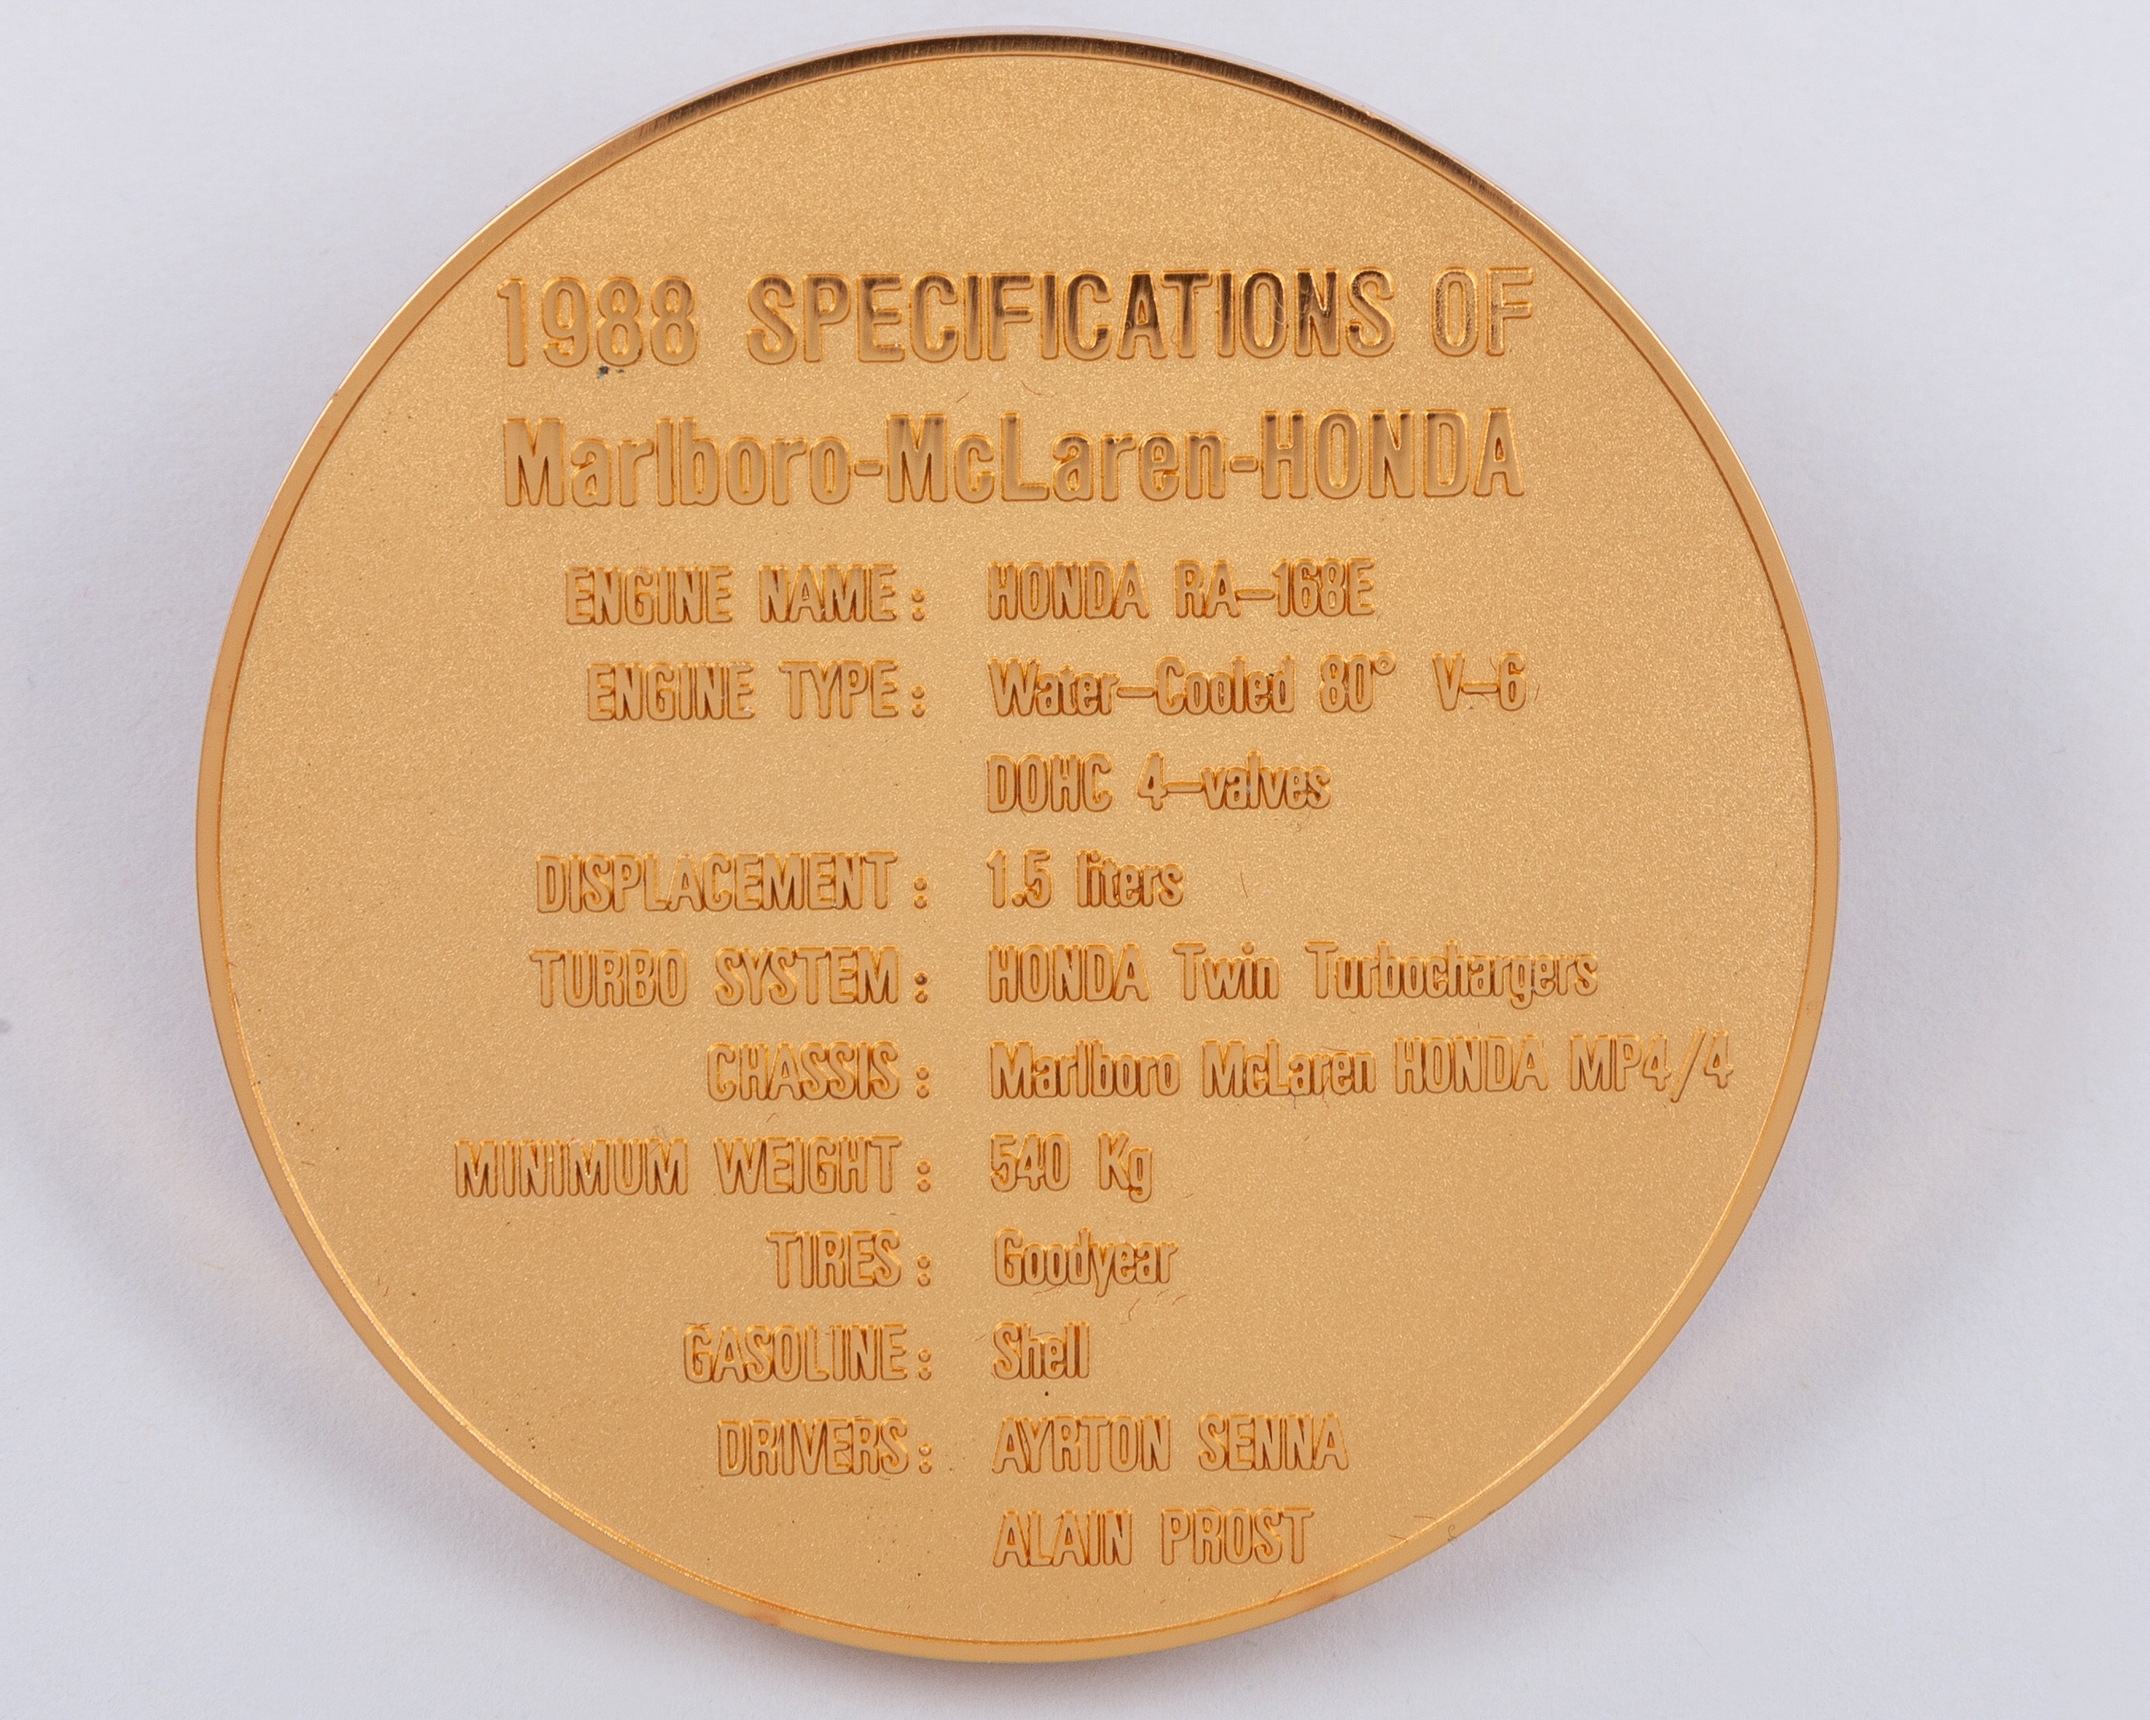 1988 SPECIFICATIONS OF
Marlboro-McLaren-HONDA
ENGINE NAME: HONDA RA-168E
ENGINE TYPE: Water-Cooled 80° V-6
DOHC 4-valves
DISPLACEMENT: 1.5 liters
TURBO SYSTEM: HONDA Twin Turbochargers
CHASSIS: Marlboro McLaren HONDA MP4/4
MINIMUM WEIGHT: 540 Kg
TIRES: Goodyear
GASOLINE: Shell
DRIVERS: AYRTON SENNA
ALAIN PROST